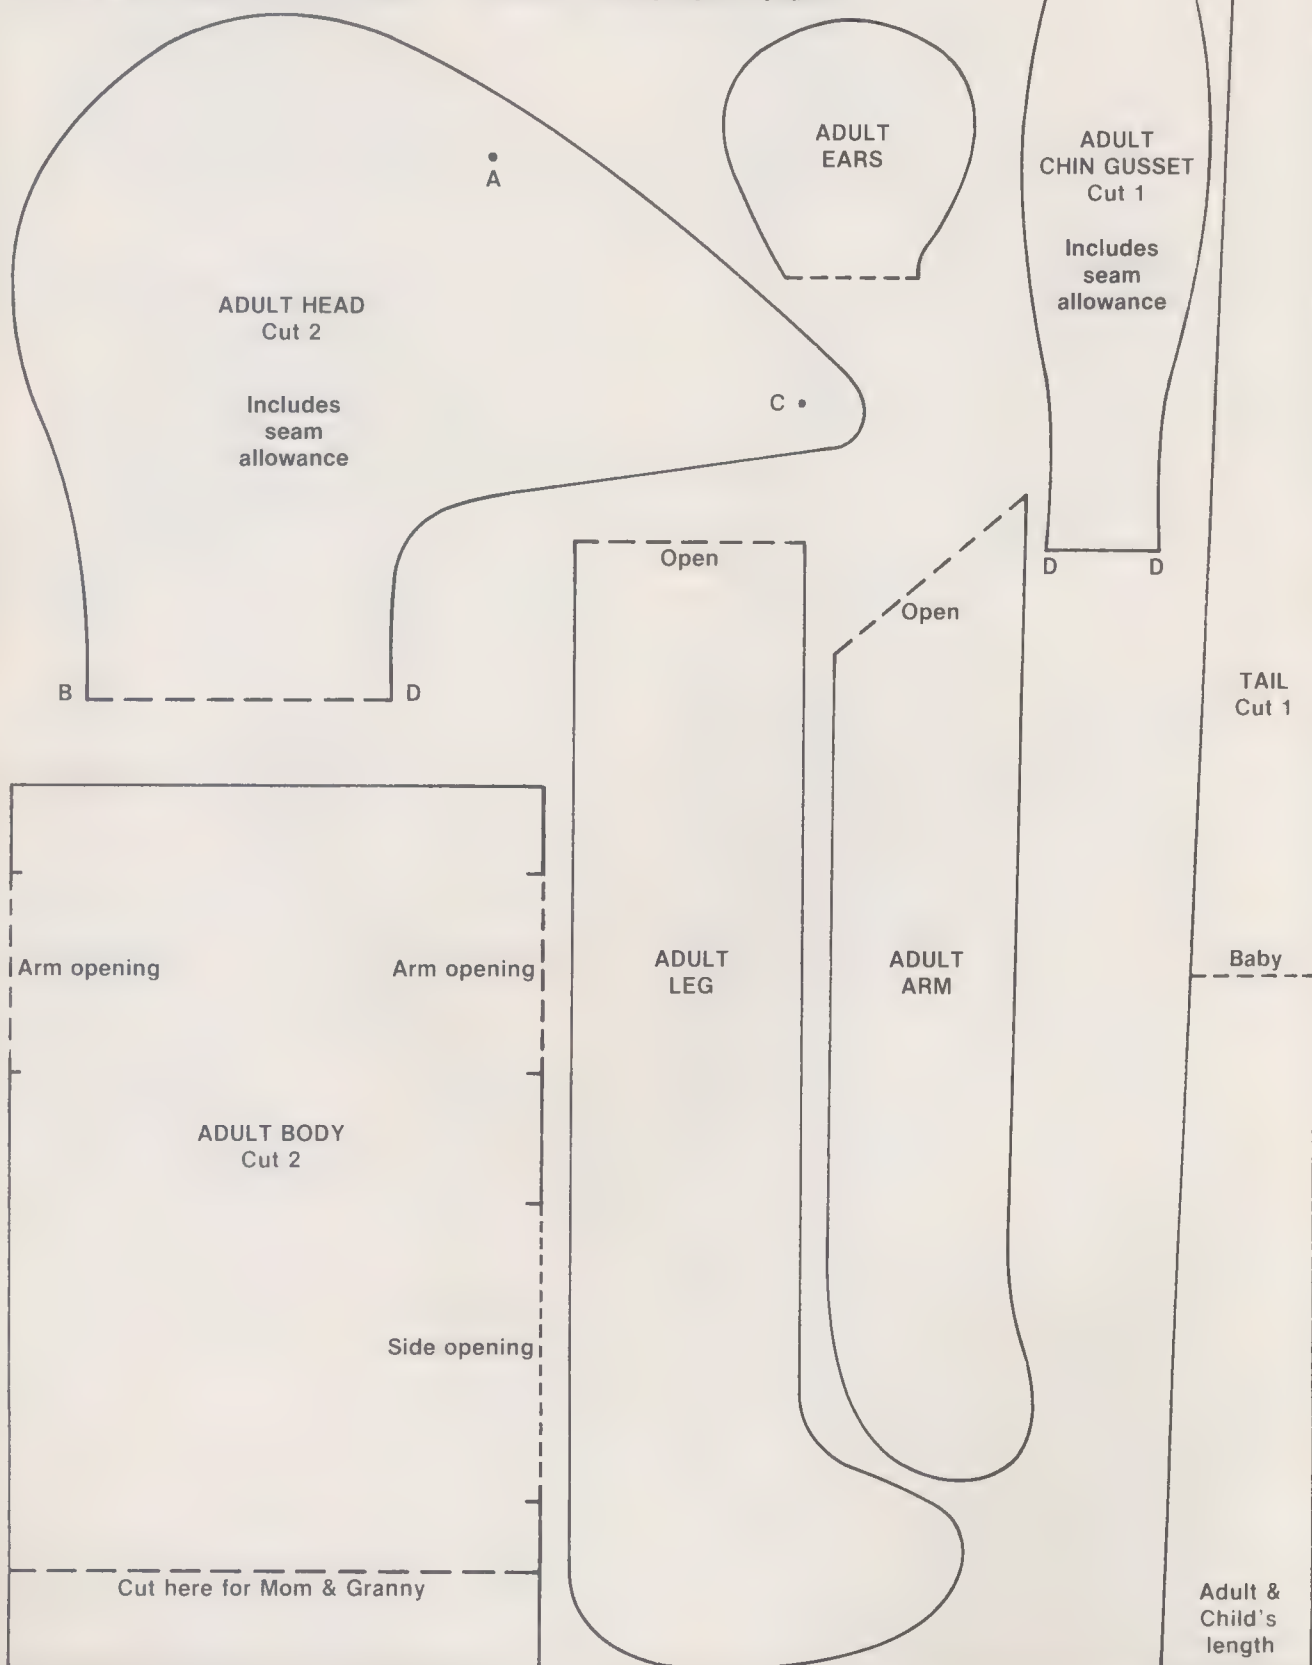 ADULT
EARS
ADULT
CHIN GUSSET
Cut 1
Includes
seam
allowance
A
ADULT HEAD
Cut 2
Includes
seam
allowance
C
Open
D D
Open
B D
TAIL
Cut 1
Arm opening
Arm opening
ADULT
LEG
ADULT
ARM
Baby
ADULT BODY
Cut 2
Side opening
Cut here for Mom & Granny
Adult &
Child's
length